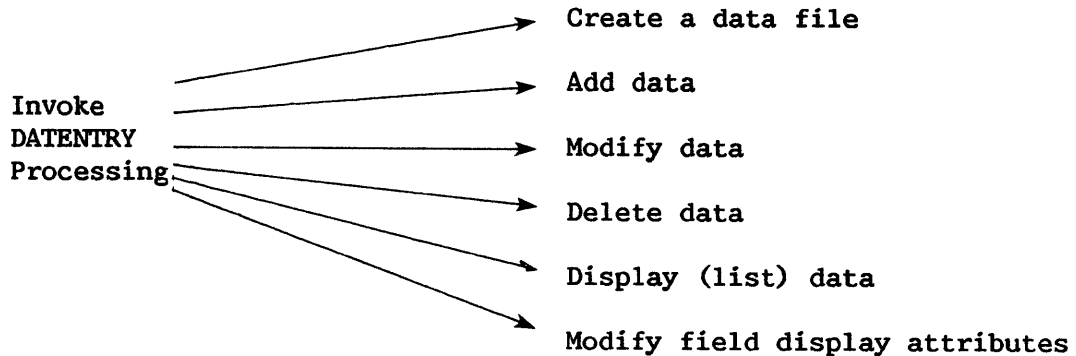 Create a data file
Add data
Invoke
DATENTRY
Processing
Modify data
Delete data
Display (list) data
Modify field display attributes